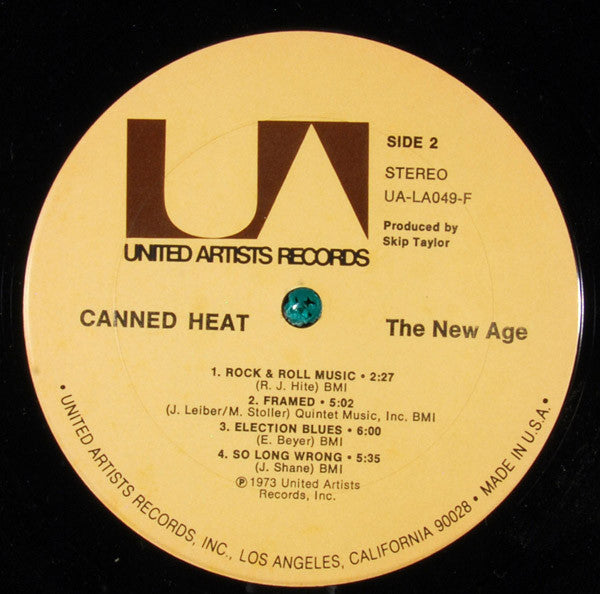 UA
UNITED ARTISTS RECORDS
SIDE 2
STEREO
UA-LA049-F
Produced by
Skip Taylor
CANNED HEAT
The New Age
1. ROCK & ROLL MUSIC • 2:27
(R. J. Hite) BMI
2. FRAMED • 5:02
(J. Leiber/M. Stoller) Quintet Music, Inc. BMI
3. ELECTION BLUES • 6:00
(E. Beyer) BMI
4. SO LONG WRONG • 5:35
(J. Shane) BMI
℗ 1973 United Artists
Records, Inc.
• UNITED ARTISTS RECORDS, INC., LOS ANGELES, CALIFORNIA 90028 • MADE IN U.S.A. •